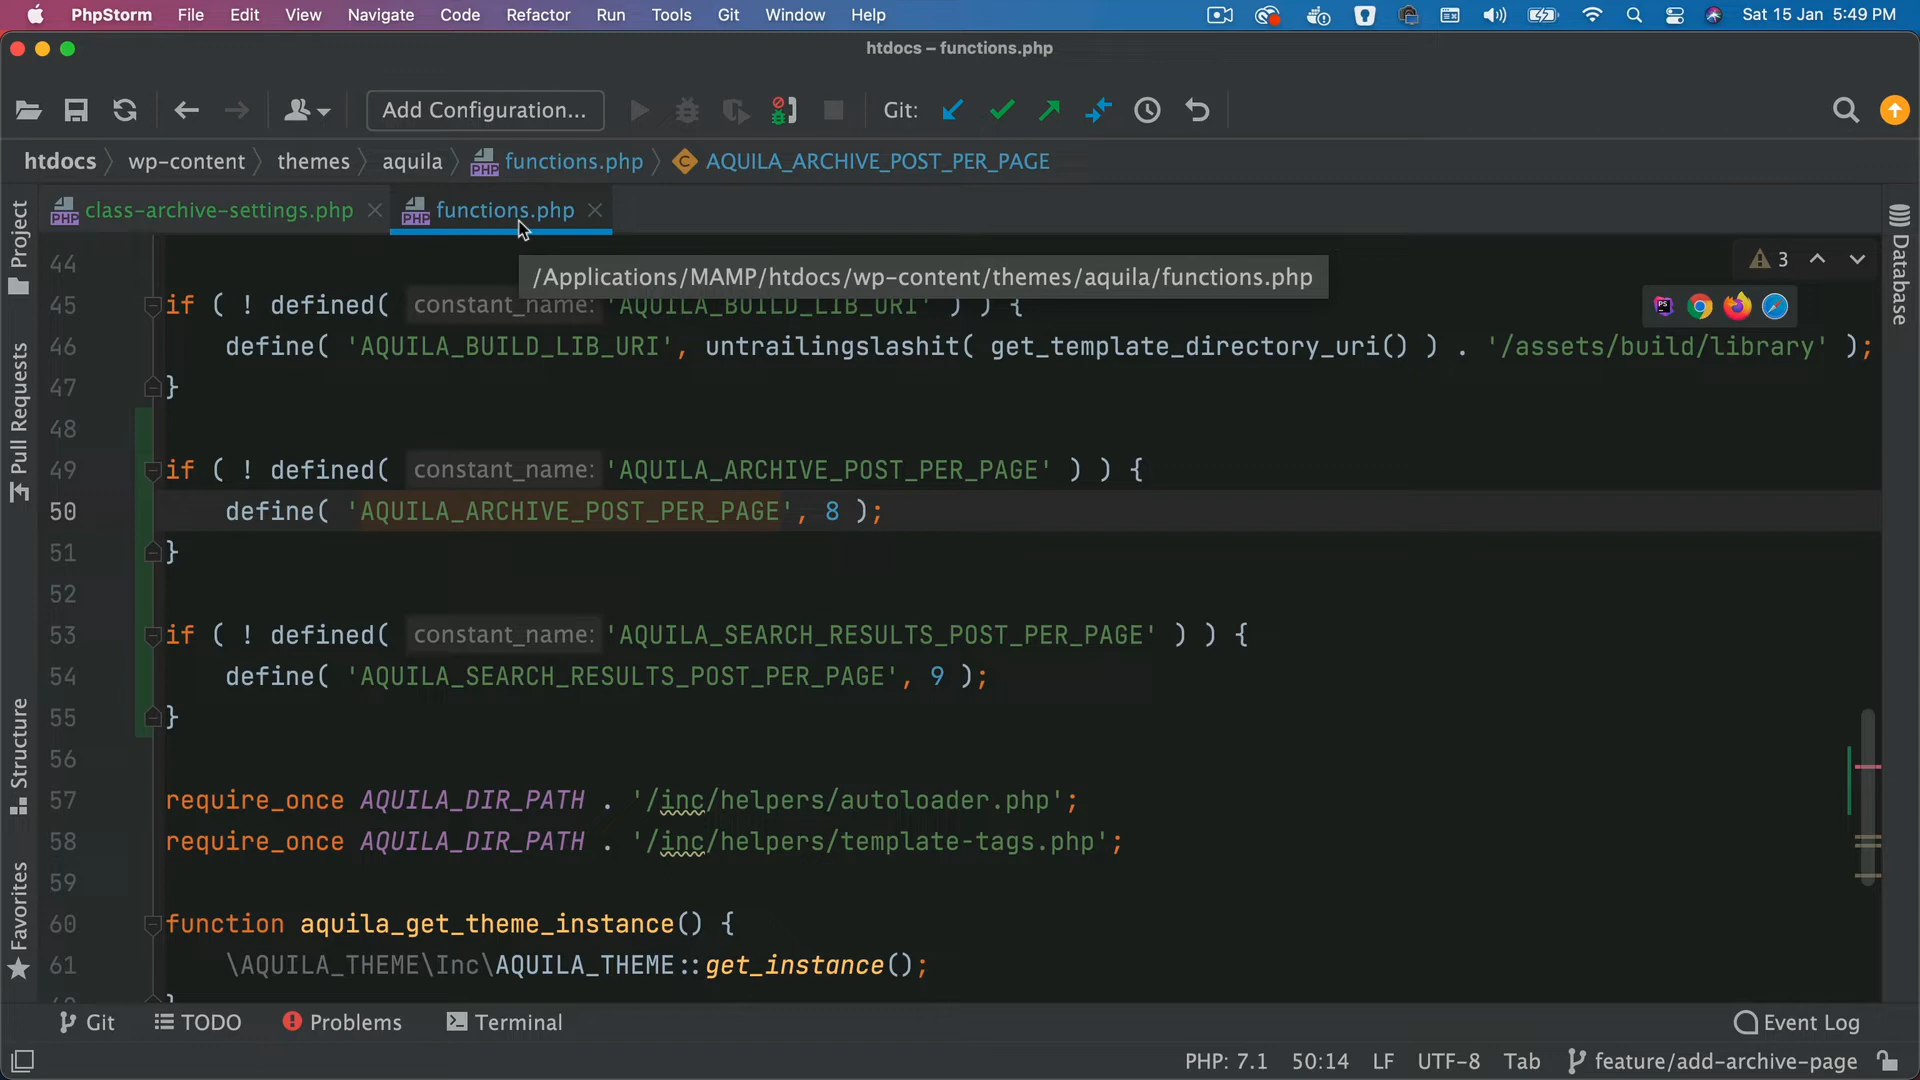 PhpStorm File Edit View Navigate Code Refactor Run Tools Git Window Help Sat 15 Jan 5:49 PM
htdocs – functions.php
Add Configuration... Git:
htdocs wp-content themes aquila functions.php AQUILA_ARCHIVE_POST_PER_PAGE
class-archive-settings.php functions.php
/Applications/MAMP/htdocs/wp-content/themes/aquila/functions.php
3
44
45 if ( ! defined( constant_name: 'AQUILA_BUILD_LIB_URI' ) ) {
46 define( 'AQUILA_BUILD_LIB_URI', untrailingslashit( get_template_directory_uri() ) . '/assets/build/library' );
47 }
48
49 if ( ! defined( constant_name: 'AQUILA_ARCHIVE_POST_PER_PAGE' ) ) {
50 define( 'AQUILA_ARCHIVE_POST_PER_PAGE', 8 );
51 }
52
53 if ( ! defined( constant_name: 'AQUILA_SEARCH_RESULTS_POST_PER_PAGE' ) ) {
54 define( 'AQUILA_SEARCH_RESULTS_POST_PER_PAGE', 9 );
55 }
56
57 require_once AQUILA_DIR_PATH . '/inc/helpers/autoloader.php';
58 require_once AQUILA_DIR_PATH . '/inc/helpers/template-tags.php';
59
60 function aquila_get_theme_instance() {
61 \AQUILA_THEME\Inc\AQUILA_THEME::get_instance();
Project
Pull Requests
Structure
Favorites
Database
Git TODO Problems Terminal Event Log
PHP: 7.1 50:14 LF UTF-8 Tab feature/add-archive-page